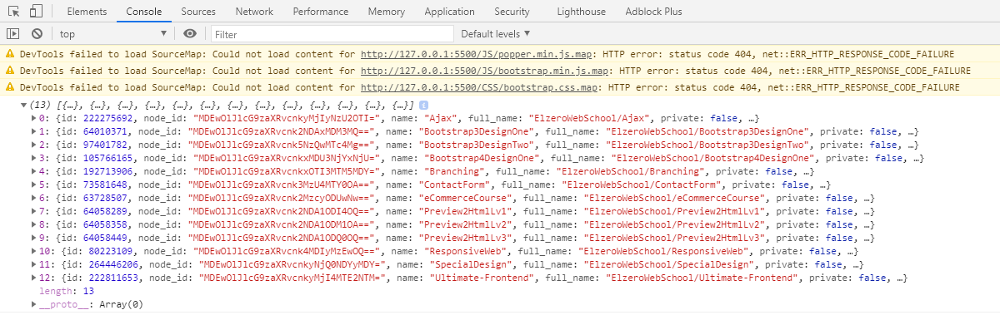 Elements Console Sources Network Performance Memory Application Security Lighthouse Adblock Plus
top Filter Default levels
DevTools failed to load SourceMap: Could not load content for http://127.0.0.1:5500/JS/popper.min.js.map: HTTP error: status code 404, net::ERR_HTTP_RESPONSE_CODE_FAILURE
DevTools failed to load SourceMap: Could not load content for http://127.0.0.1:5500/JS/bootstrap.min.js.map: HTTP error: status code 404, net::ERR_HTTP_RESPONSE_CODE_FAILURE
DevTools failed to load SourceMap: Could not load content for http://127.0.0.1:5500/CSS/bootstrap.css.map: HTTP error: status code 404, net::ERR_HTTP_RESPONSE_CODE_FAILURE
(13) [{…}, {…}, {…}, {…}, {…}, {…}, {…}, {…}, {…}, {…}, {…}, {…}, {…}]
0: {id: 222275692, node_id: "MDEwOlJlcG9zaXRvcnkyMjIyNzU2OTI=", name: "Ajax", full_name: "ElzeroWebSchool/Ajax", private: false, …}
1: {id: 64010371, node_id: "MDEwOlJlcG9zaXRvcnk2NDAxMDM3MQ==", name: "Bootstrap3DesignOne", full_name: "ElzeroWebSchool/Bootstrap3DesignOne", private: false, …}
2: {id: 97401782, node_id: "MDEwOlJlcG9zaXRvcnk5NzQwMTc4Mg==", name: "Bootstrap3DesignTwo", full_name: "ElzeroWebSchool/Bootstrap3DesignTwo", private: false, …}
3: {id: 105766165, node_id: "MDEwOlJlcG9zaXRvcnkxMDU3NjYxNjU=", name: "Bootstrap4DesignOne", full_name: "ElzeroWebSchool/Bootstrap4DesignOne", private: false, …}
4: {id: 192713906, node_id: "MDEwOlJlcG9zaXRvcnkxOTI3MTM5MDY=", name: "Branching", full_name: "ElzeroWebSchool/Branching", private: false, …}
5: {id: 73581648, node_id: "MDEwOlJlcG9zaXRvcnk3MzU4MTY0OA==", name: "ContactForm", full_name: "ElzeroWebSchool/ContactForm", private: false, …}
6: {id: 63728507, node_id: "MDEwOlJlcG9zaXRvcnk2MzcyODUwNw==", name: "eCommerceCourse", full_name: "ElzeroWebSchool/eCommerceCourse", private: false, …}
7: {id: 64058289, node_id: "MDEwOlJlcG9zaXRvcnk2NDA1ODI4OQ==", name: "Preview2HtmlLv1", full_name: "ElzeroWebSchool/Preview2HtmlLv1", private: false, …}
8: {id: 64058358, node_id: "MDEwOlJlcG9zaXRvcnk2NDA1ODM1OA==", name: "Preview2HtmlLv2", full_name: "ElzeroWebSchool/Preview2HtmlLv2", private: false, …}
9: {id: 64058449, node_id: "MDEwOlJlcG9zaXRvcnk2NDA1ODQ0OQ==", name: "Preview2HtmlLv3", full_name: "ElzeroWebSchool/Preview2HtmlLv3", private: false, …}
10: {id: 80223109, node_id: "MDEwOlJlcG9zaXRvcnk4MDIyMzEwOQ==", name: "ResponsiveWeb", full_name: "ElzeroWebSchool/ResponsiveWeb", private: false, …}
11: {id: 264446206, node_id: "MDEwOlJlcG9zaXRvcnkyNjQ0NDYyMDY=", name: "SpecialDesign", full_name: "ElzeroWebSchool/SpecialDesign", private: false, …}
12: {id: 222811653, node_id: "MDEwOlJlcG9zaXRvcnkyMjI4MTE2NTM=", name: "Ultimate-Frontend", full_name: "ElzeroWebSchool/Ultimate-Frontend", private: false, …}
length: 13
__proto__: Array(0)